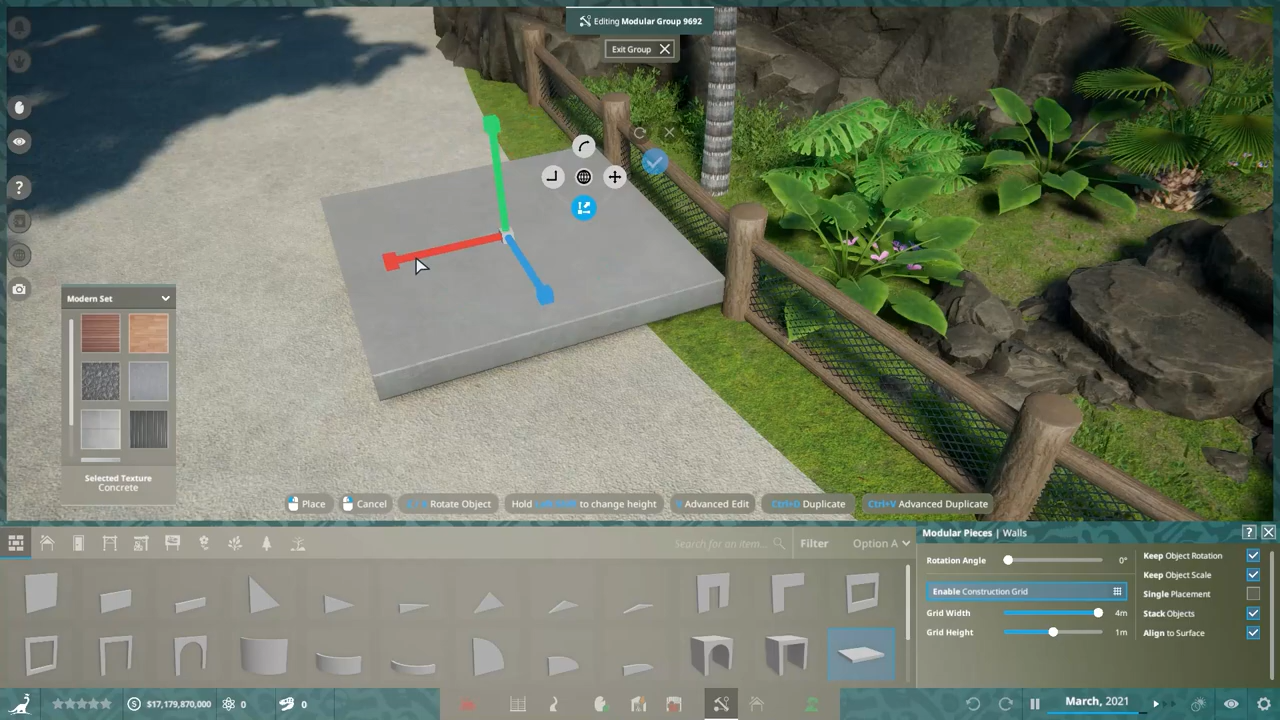 Editing Modular Group 9692
Exit Group
Modern Set
Selected Texture
Concrete
Place
Cancel
Rotate Object
Hold
to change height
Advanced Edit
Ctrl+D Duplicate
Ctrl+V Advanced Duplicate
Search for an item...
Filter
Option A
Modular Pieces | Walls
Rotation Angle
0°
Keep Object Rotation
Keep Object Scale
Enable Construction Grid
Single Placement
Grid Width
4m
Stack Objects
Grid Height
1m
Align to Surface
$17,179,870,000
0
0
March, 2021